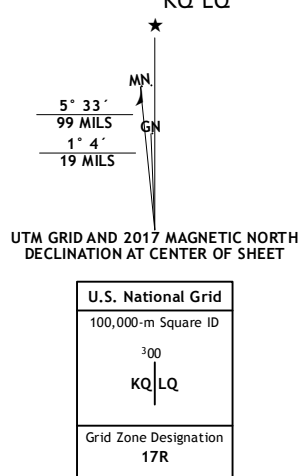 KQ LQ
★
MN
5° 33´
99 MILS
GN
1° 4´
19 MILS
UTM GRID AND 2017 MAGNETIC NORTH
DECLINATION AT CENTER OF SHEET
U.S. National Grid
100,000-m Square ID
³00
KQ LQ
Grid Zone Designation
17R